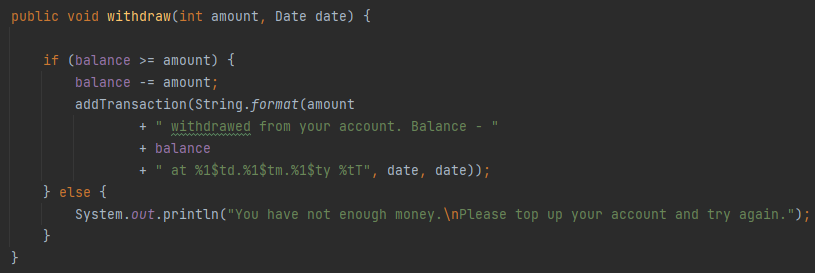 public void withdraw(int amount, Date date) {
if (balance >= amount) {
balance -= amount;
addTransaction(String.format(amount
+ " withdrawed from your account. Balance - "
+ balance
+ " at %1$td.%1$tm.%1$ty %tT", date, date));
} else {
System.out.println("You have not enough money.\nPlease top up your account and try again.");
}
}